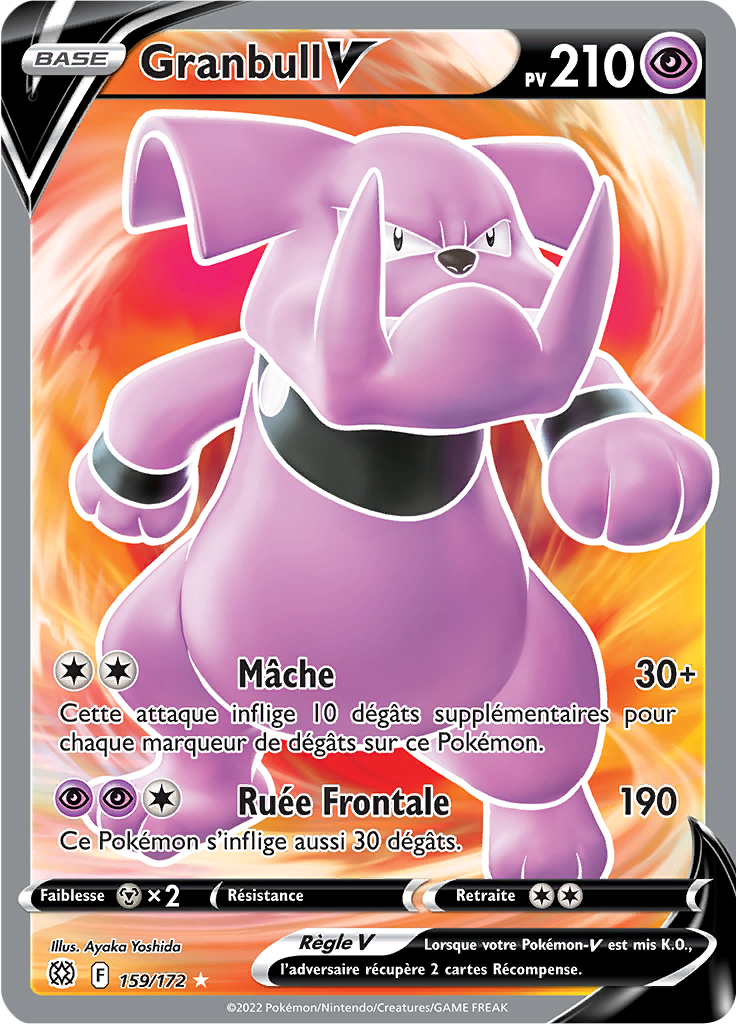 BASE Granbull V PV 210
Mâche 30+
Cette attaque inflige 10 dégâts supplémentaires pour
chaque marqueur de dégâts sur ce Pokémon.
Ruée Frontale 190
Ce Pokémon s'inflige aussi 30 dégâts.
Faiblesse ×2 Résistance Retraite
Illus. Ayaka Yoshida
F 159/172
Règle V Lorsque votre Pokémon-V est mis K.O.,
l'adversaire récupère 2 cartes Récompense.
©2022 Pokémon/Nintendo/Creatures/GAME FREAK